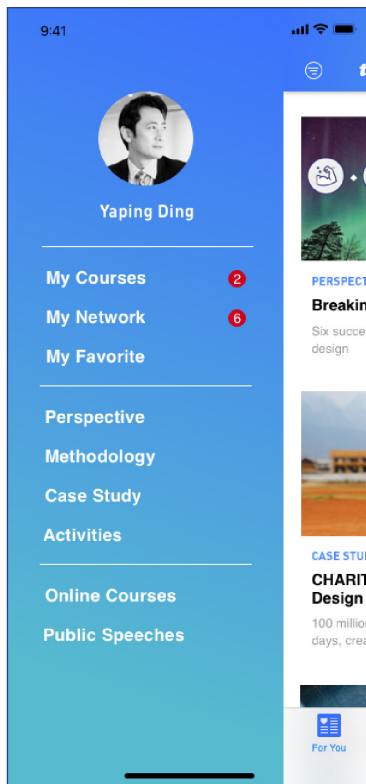 9:41
Yaping Ding
My Courses 2
My Network 6
My Favorite
Perspective
Methodology
Case Study
Activities
Online Courses
Public Speeches
PERSPECT
Breakin
Six succe
design
CASE STU
CHARIT
Design
100 million
days, crea
For You